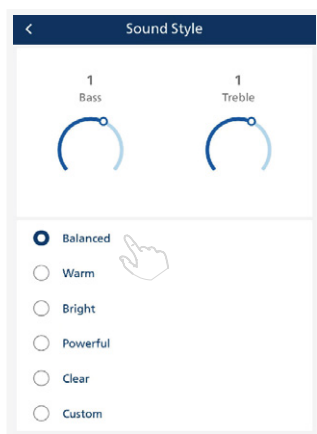 Sound Style
1 1
Bass Treble
Balanced
Warm
Bright
Powerful
Clear
Custom